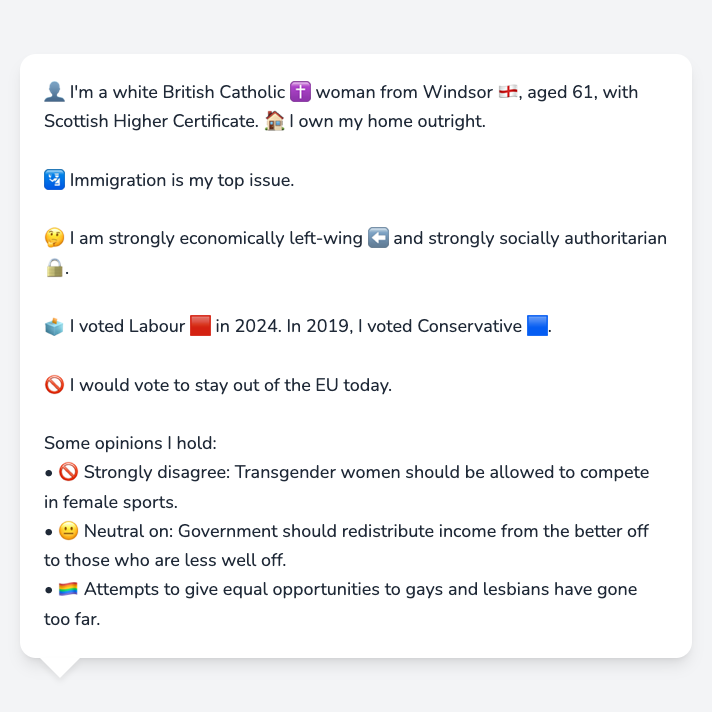 👤 I'm a white British Catholic ✝️ woman from Windsor 🏴󠁧󠁢󠁥󠁮󠁧󠁿, aged 61, with
Scottish Higher Certificate. 🏠 I own my home outright.
🛂 Immigration is my top issue.
🤔 I am strongly economically left-wing ⬅️ and strongly socially authoritarian
🔒.
🗳️ I voted Labour 🟥 in 2024. In 2019, I voted Conservative 🟦.
🚫 I would vote to stay out of the EU today.
Some opinions I hold:
• 🚫 Strongly disagree: Transgender women should be allowed to compete
in female sports.
• 😐 Neutral on: Government should redistribute income from the better off
to those who are less well off.
• 🏳️‍🌈 Attempts to give equal opportunities to gays and lesbians have gone
too far.